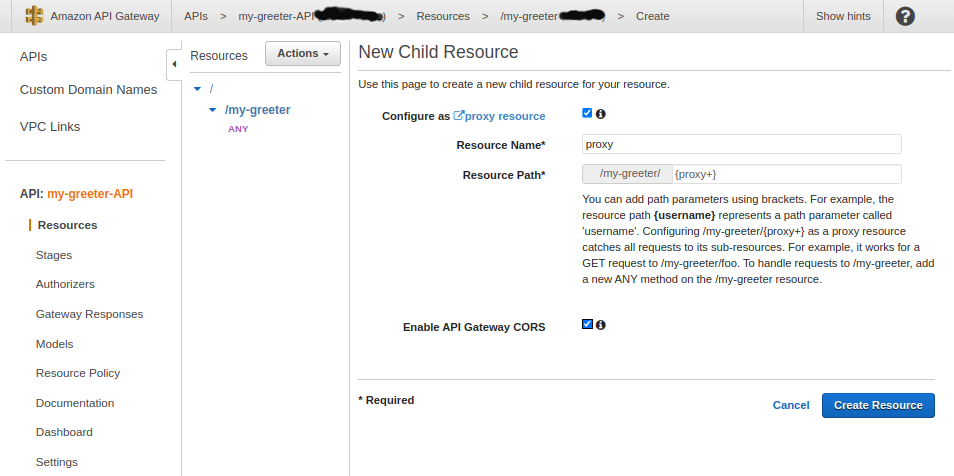 Amazon API Gateway APIs > my-greeter-API ) > Resources > /my-greeter ) > Create Show hints ?
APIs
Custom Domain Names
VPC Links
API: my-greeter-API
Resources
Stages
Authorizers
Gateway Responses
Models
Resource Policy
Documentation
Dashboard
Settings
Resources Actions
/
/my-greeter
ANY
New Child Resource
Use this page to create a new child resource for your resource.
Configure as proxy resource
Resource Name* proxy
Resource Path* /my-greeter/ {proxy+}
You can add path parameters using brackets. For example, the
resource path {username} represents a path parameter called
'username'. Configuring /my-greeter/{proxy+} as a proxy resource
catches all requests to its sub-resources. For example, it works for a
GET request to /my-greeter/foo. To handle requests to /my-greeter, add
a new ANY method on the /my-greeter resource.
Enable API Gateway CORS
* Required
Cancel Create Resource